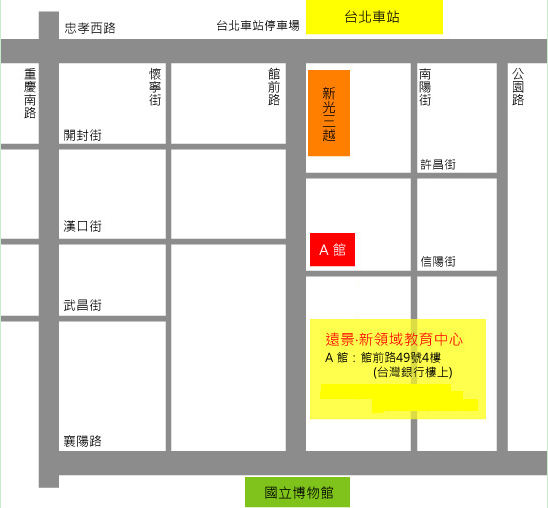 台北車站
台北車站停車場
忠孝西路
重慶南路
懷寧街
館前路
新光三越
南陽街
公園路
開封街
許昌街
漢口街
A 館
信陽街
武昌街
遠景·新領域教育中心
A 館：館前路49號4樓
(台灣銀行樓上)
襄陽路
國立博物館